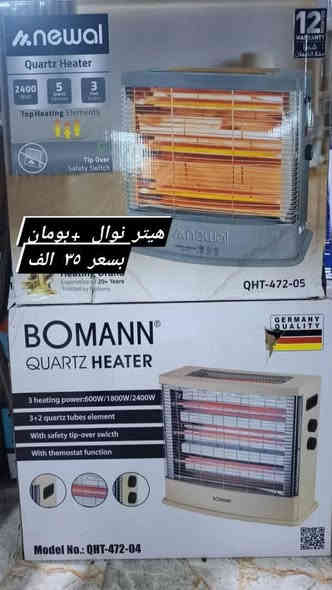 newal
Quartz Heater
12
WARRANTY
2400
5
3
Top Heating Elements
Tip Over
Safety Switch
هيتر نوال +بومان
بسعر ٣٥ الف
newal
QHT-472-05
BOMANN®
QUARTZ HEATER
GERMANY
QUALITY
3 heating power:600W/1800W/2400W
3+2 quartz tubes element
With safety tip-over swicth
With thermostat function
BOMANN
Model No.: QHT-472-04